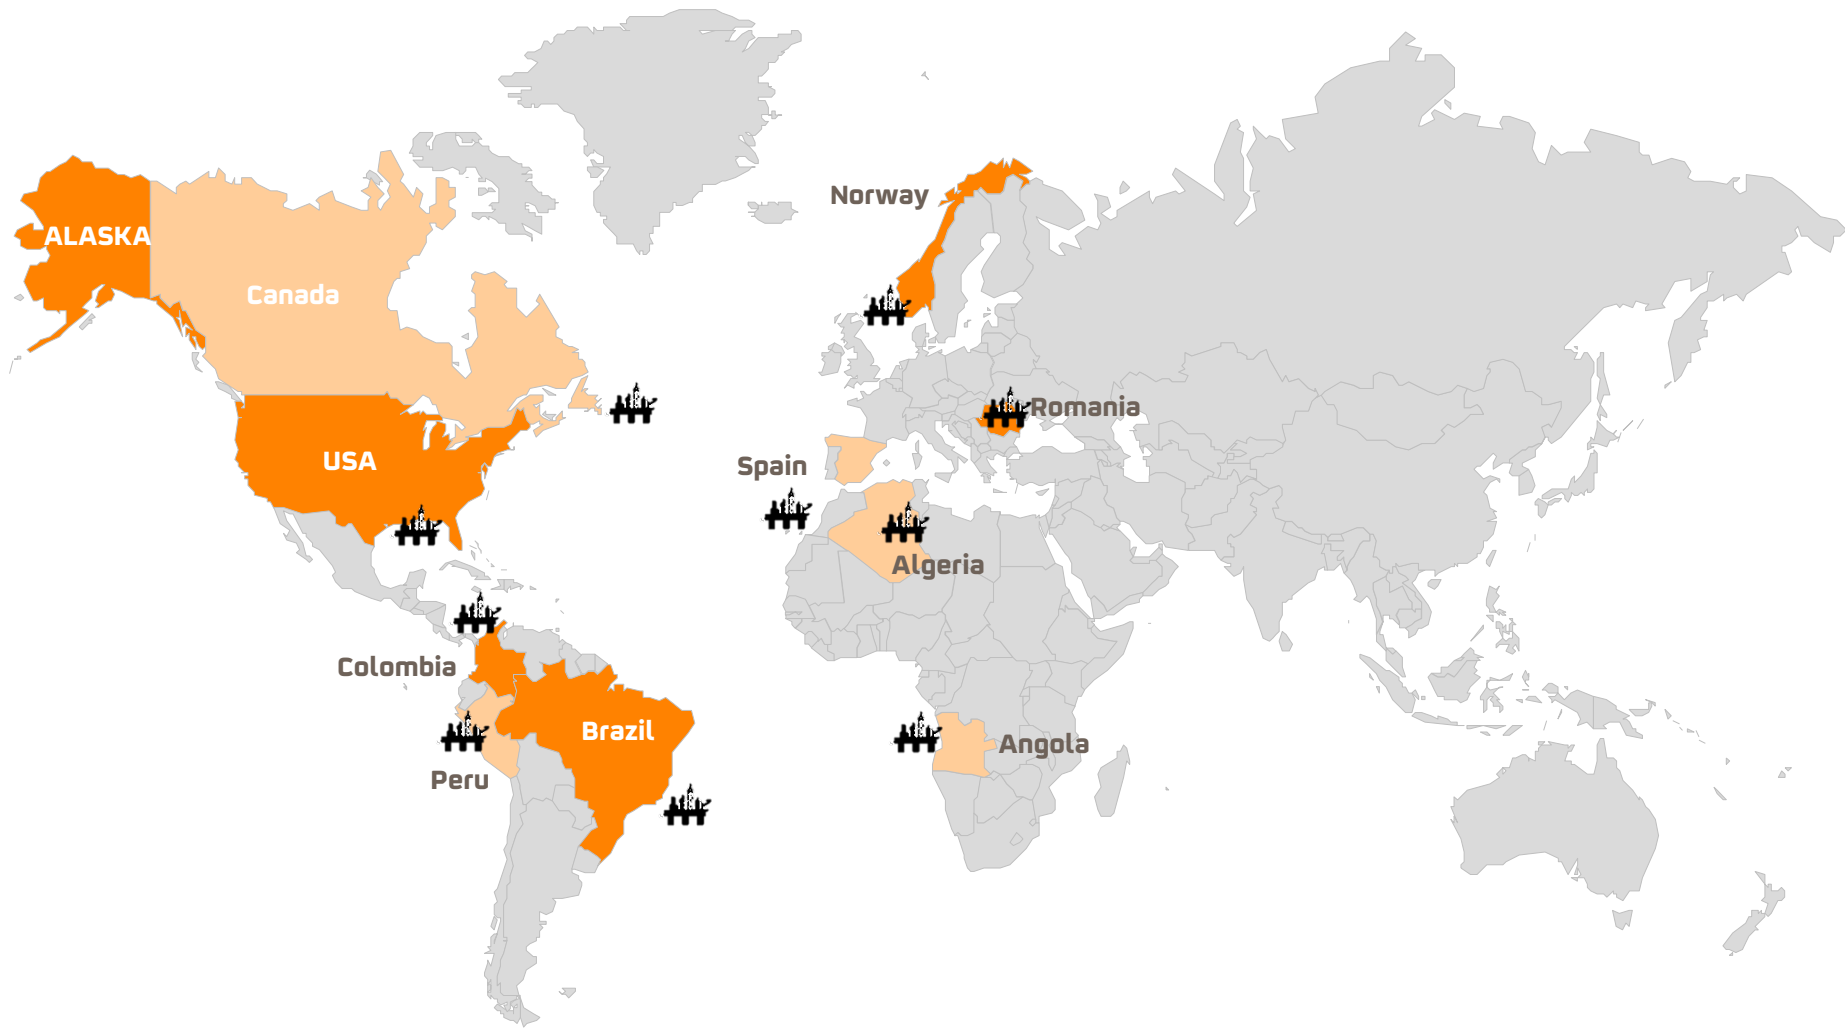 Norway
ALASKA
Canada
Romania
USA
Spain
Algeria
Colombia
Brazil
Angola
Peru